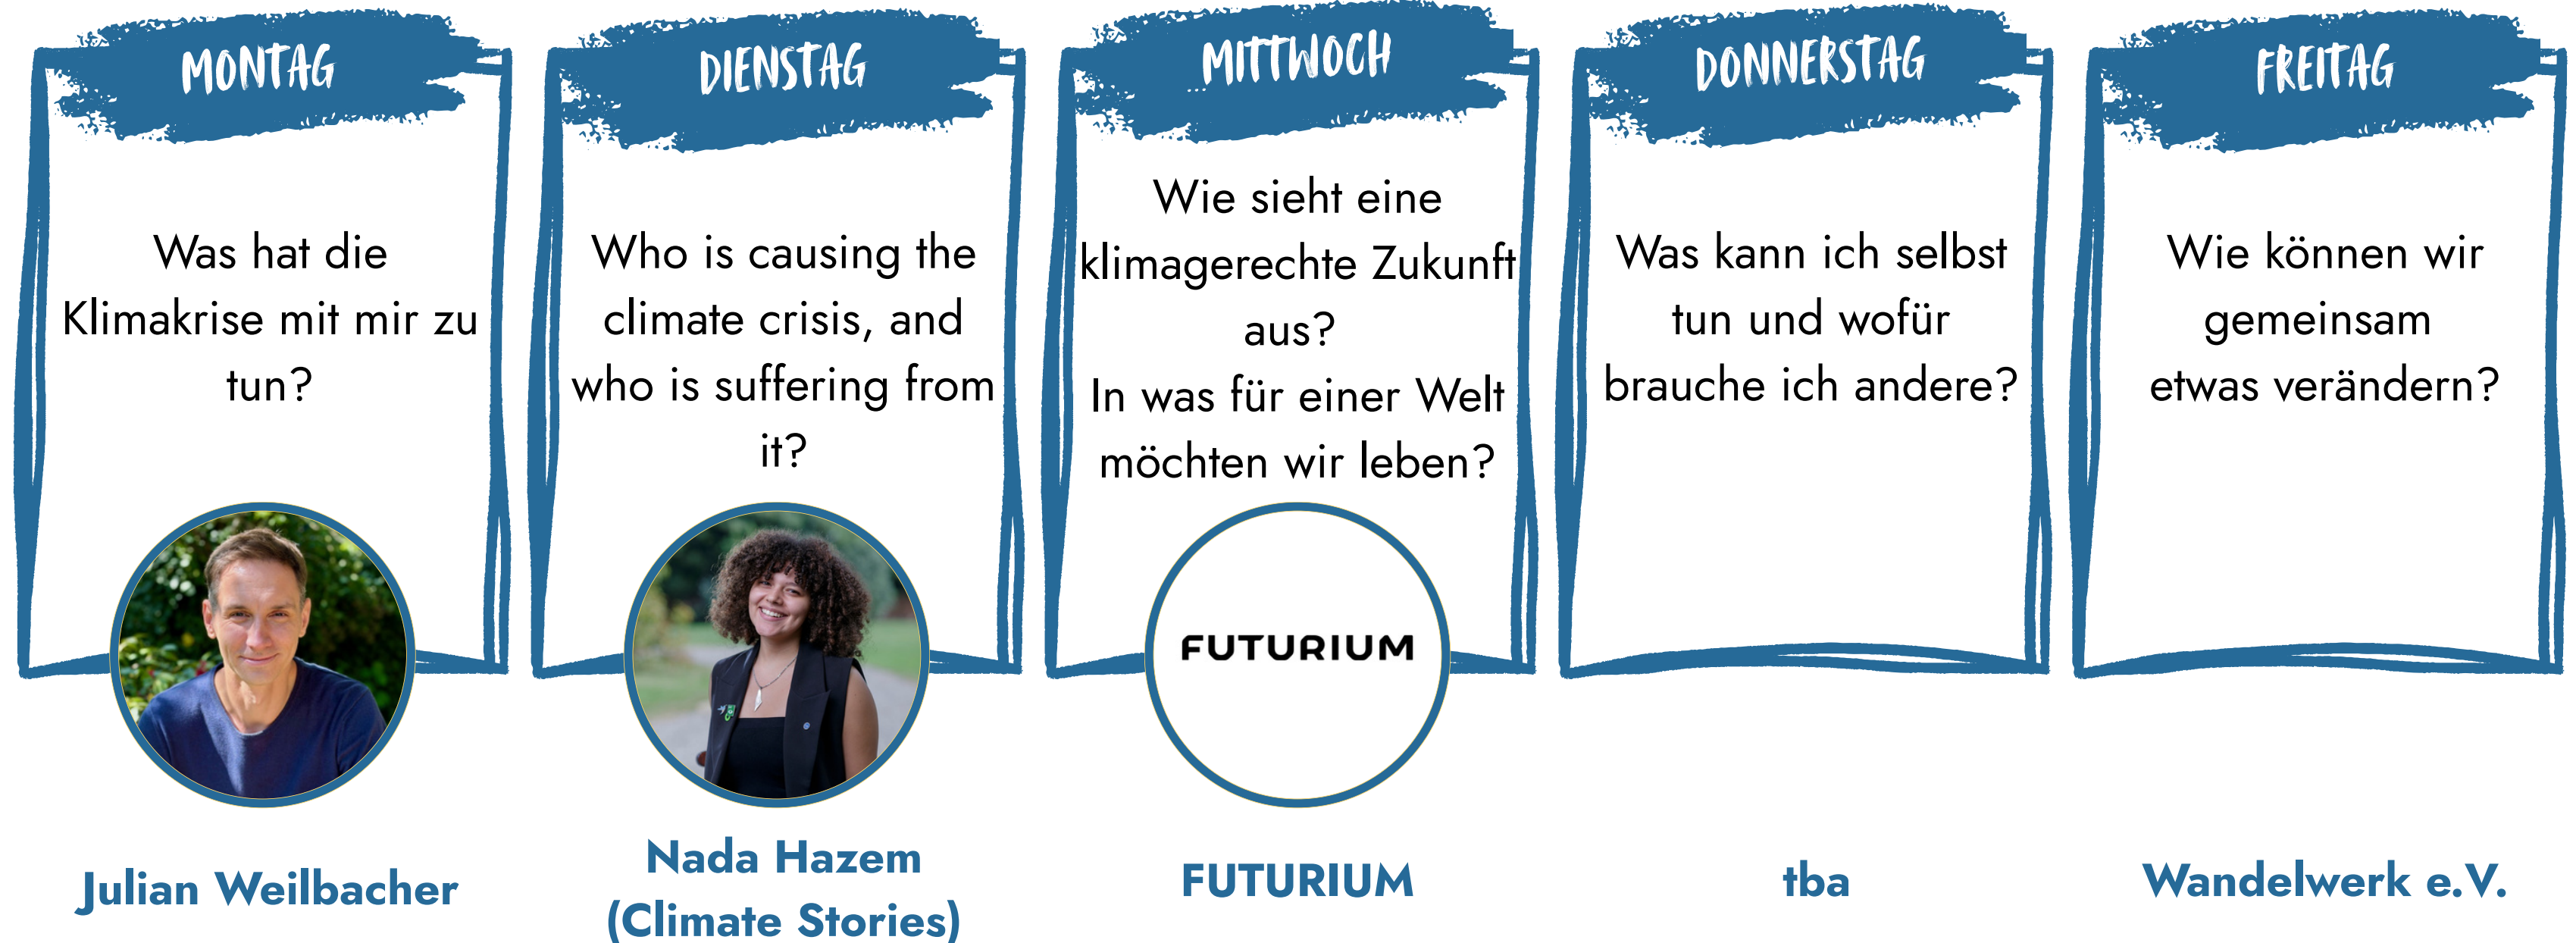 MONTAG
Was hat die
Klimakrise mit mir zu
tun?
Julian Weilbacher
DIENSTAG
Who is causing the
climate crisis, and
who is suffering from
it?
Nada Hazem
(Climate Stories)
MITTWOCH
Wie sieht eine
klimagerechte Zukunft
aus?
In was für einer Welt
möchten wir leben?
FUTURIUM
FUTURIUM
DONNERSTAG
Was kann ich selbst
tun und wofür
brauche ich andere?
tba
FREITAG
Wie können wir
gemeinsam
etwas verändern?
Wandelwerk e.V.